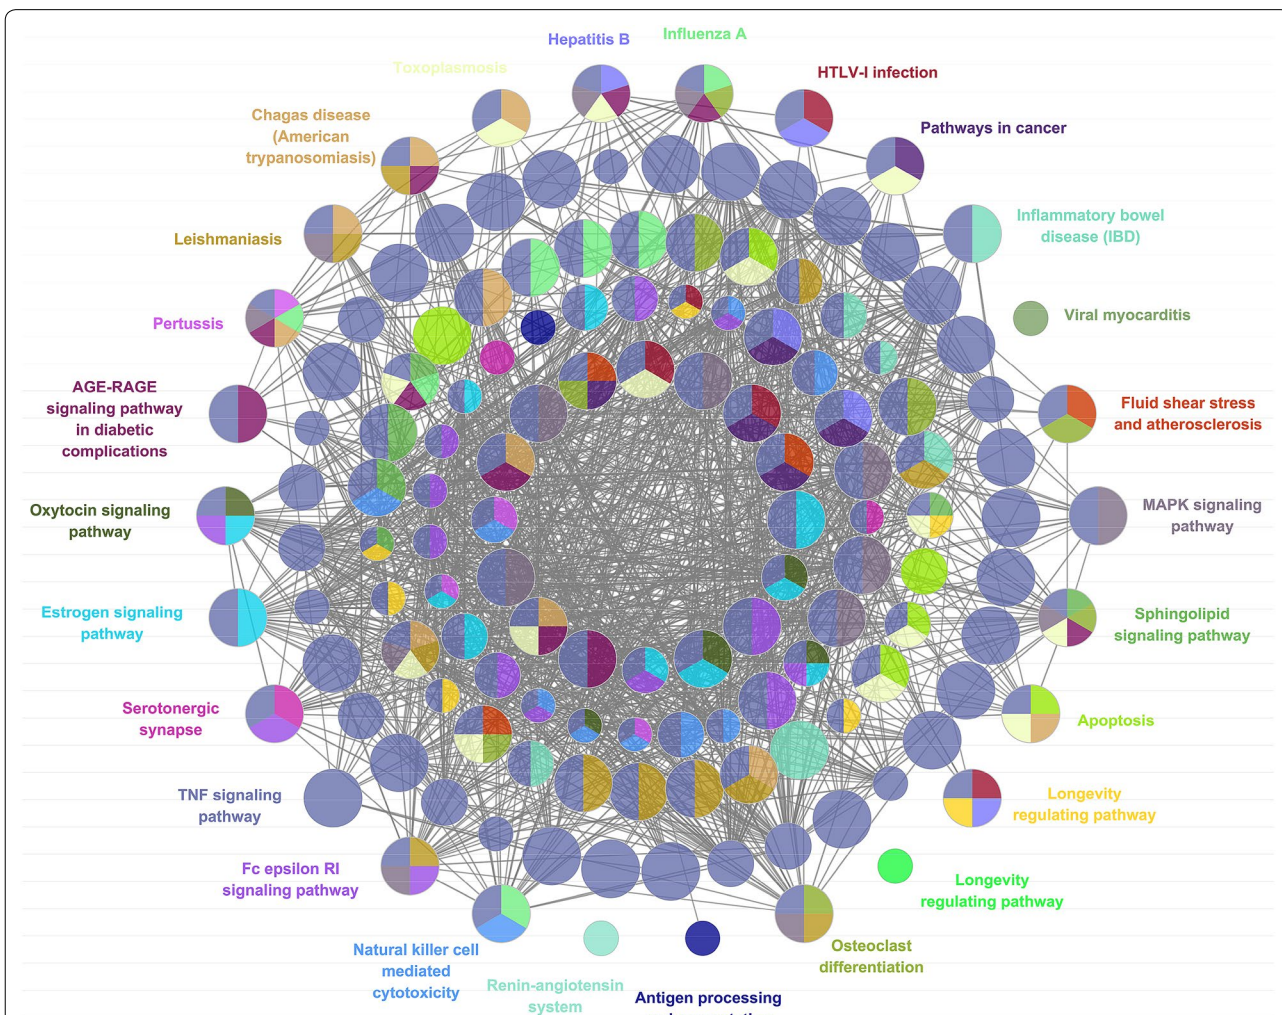 Hepatitis B
Influenza A
Toxoplasmosis
HTLV-I infection
Chagas disease
(American
trypanosomiasis)
Pathways in cancer
Leishmaniasis
Inflammatory bowel
disease (IBD)
Pertussis
Viral myocarditis
AGE-RAGE
signaling pathway
in diabetic
complications
Fluid shear stress
and atherosclerosis
Oxytocin signaling
pathway
MAPK signaling
pathway
Estrogen signaling
pathway
Sphingolipid
signaling pathway
Serotonergic
synapse
Apoptosis
TNF signaling
pathway
Longevity
regulating pathway
Fc epsilon RI
signaling pathway
Longevity
regulating pathway
Natural killer cell
mediated
cytotoxicity
Osteoclast
differentiation
Renin-angiotensin
system
Antigen processing